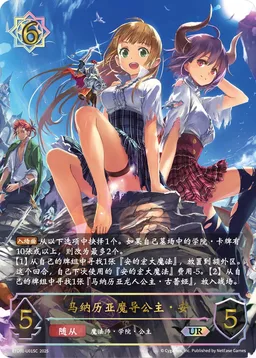 6
入场曲 从以下选项中抉择1个。如果自己墓场中的学院·卡牌有
10张或以上，则改为最多2个。
【1】从自己的牌组中寻找1张『安的全大魔法』，放置到额外区。
这个回合，自己下次使用的『安的全大魔法』费用-5。【2】从
自己的牌组中寻找1张『马纳历亚龙人公主·古蕾娅』，放入战场。
马纳历亚魔导公主·安
5
5
随从
魔法师·学院·公主
UR